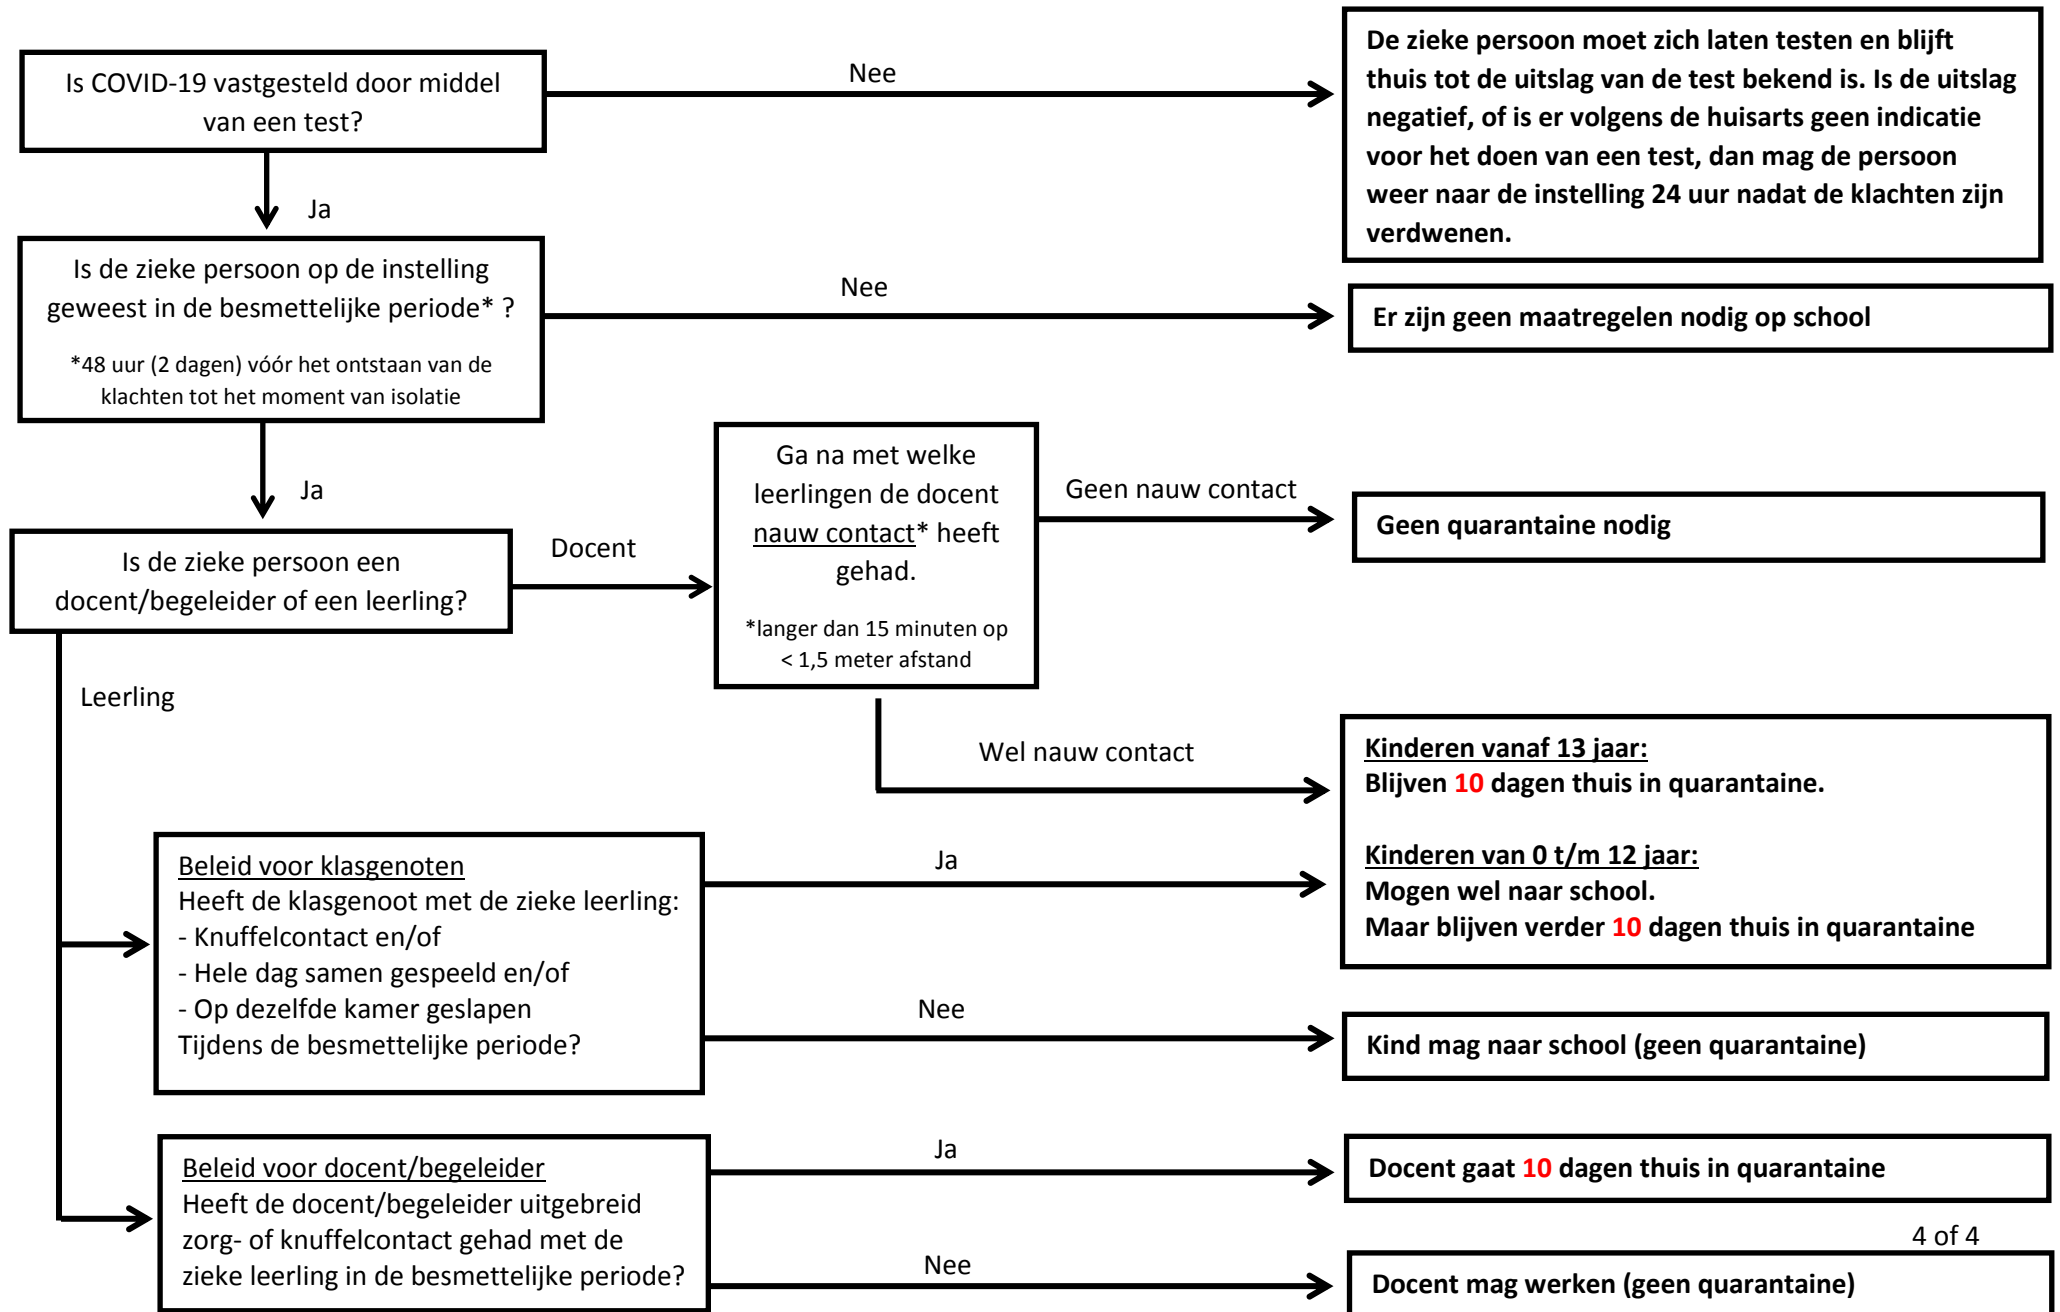 Is COVID-19 vastgesteld door middel
van een test?
Nee
De zieke persoon moet zich laten testen en blijft
thuis tot de uitslag van de test bekend is. Is de uitslag
negatief, of is er volgens de huisarts geen indicatie
voor het doen van een test, dan mag de persoon
weer naar de instelling 24 uur nadat de klachten zijn
verdwenen.
Ja
Is de zieke persoon op de instelling
geweest in de besmettelijke periode* ?
*48 uur (2 dagen) vóór het ontstaan van de
klachten tot het moment van isolatie
Nee
Er zijn geen maatregelen nodig op school
Ja
Is de zieke persoon een
docent/begeleider of een leerling?
Docent
Ga na met welke
leerlingen de docent
nauw contact* heeft
gehad.
*langer dan 15 minuten op
< 1,5 meter afstand
Geen nauw contact
Geen quarantaine nodig
Wel nauw contact
Kinderen vanaf 13 jaar:
Blijven 10 dagen thuis in quarantaine.
Kinderen van 0 t/m 12 jaar:
Mogen wel naar school.
Maar blijven verder 10 dagen thuis in quarantaine
Leerling
Beleid voor klasgenoten
Heeft de klasgenoot met de zieke leerling:
- Knuffelcontact en/of
- Hele dag samen gespeeld en/of
- Op dezelfde kamer geslapen
Tijdens de besmettelijke periode?
Ja
Nee
Kind mag naar school (geen quarantaine)
Beleid voor docent/begeleider
Heeft de docent/begeleider uitgebreid
zorg- of knuffelcontact gehad met de
zieke leerling in de besmettelijke periode?
Ja
Docent gaat 10 dagen thuis in quarantaine
4 of 4
Nee
Docent mag werken (geen quarantaine)